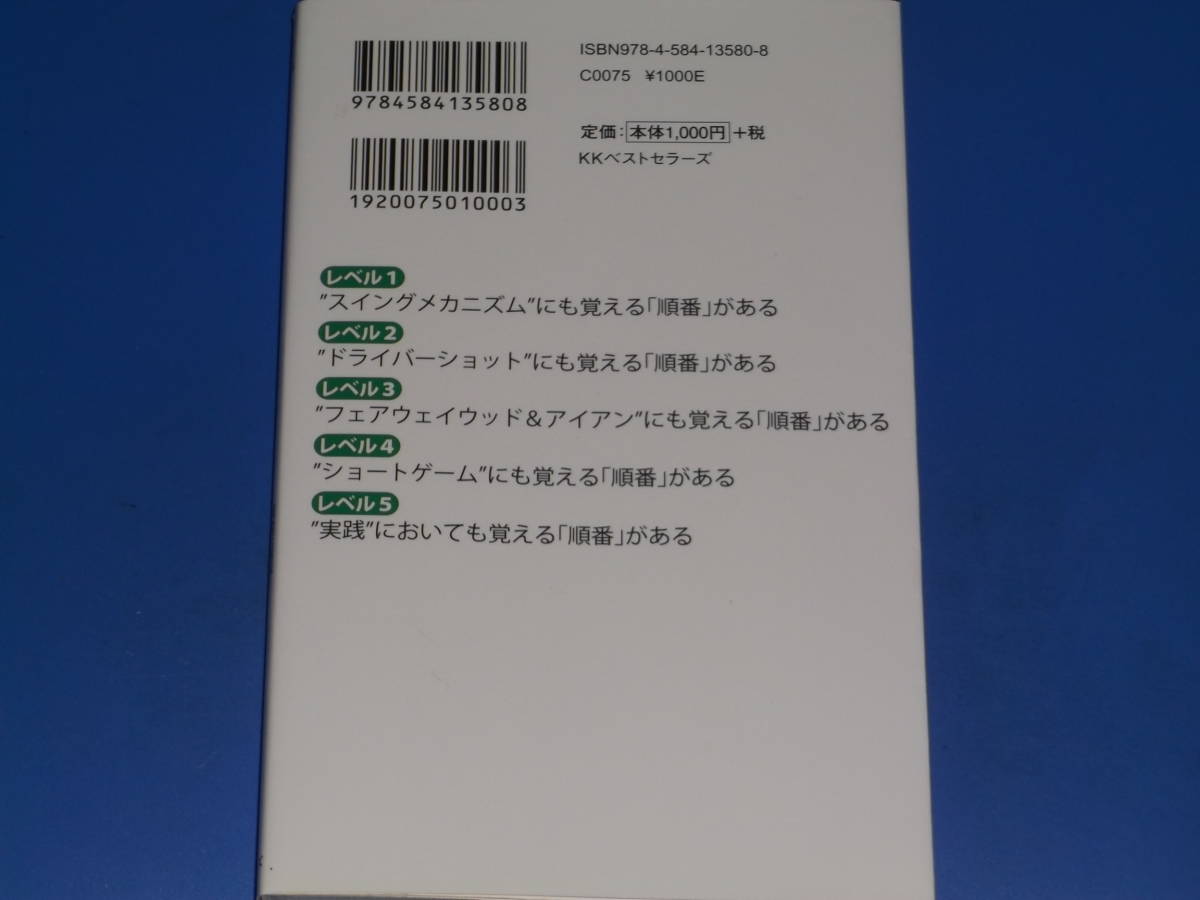 9784584135808
ISBN978-4-584-13580-8
C0075 ¥1000E
1920075010003
定価:本体1,000円+税
KKベストセラーズ
レベル1
”スイングメカニズム”にも覚える「順番」がある
レベル2
”ドライバーショット”にも覚える「順番」がある
レベル3
”フェアウェイウッド&アイアン”にも覚える「順番」がある
レベル4
”ショートゲーム”にも覚える「順番」がある
レベル5
”実践”においても覚える「順番」がある